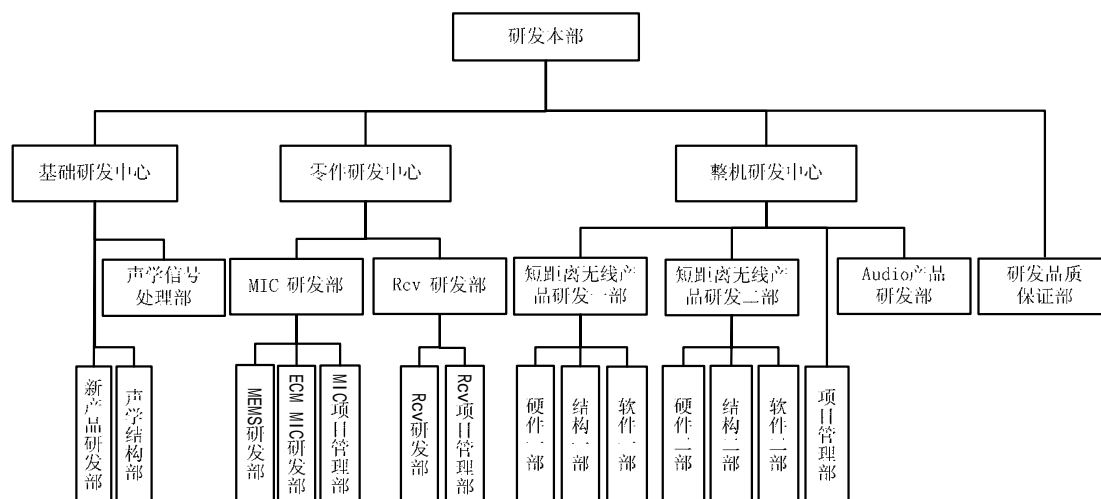 研发本部
基础研发中心
零件研发中心
整机研发中心
声学信号
处理部
MIC 研发部
Rcv 研发部
短距离无线产
品研发一部
短距离无线产
品研发二部
Audio产品
研发部
研发品质
保证部
新产品研发部
声学结构部
MEMS研发部
ECM MIC研发部
MIC项目管理部
Rcv研发部
Rcv项目管理部
硬件一部
结构一部
软件一部
硬件二部
结构二部
软件二部
项目管理部